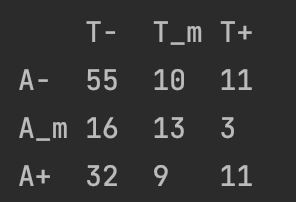 T- T_m T+
A- 55 10 11
A_m 16 13 3
A+ 32 9 11